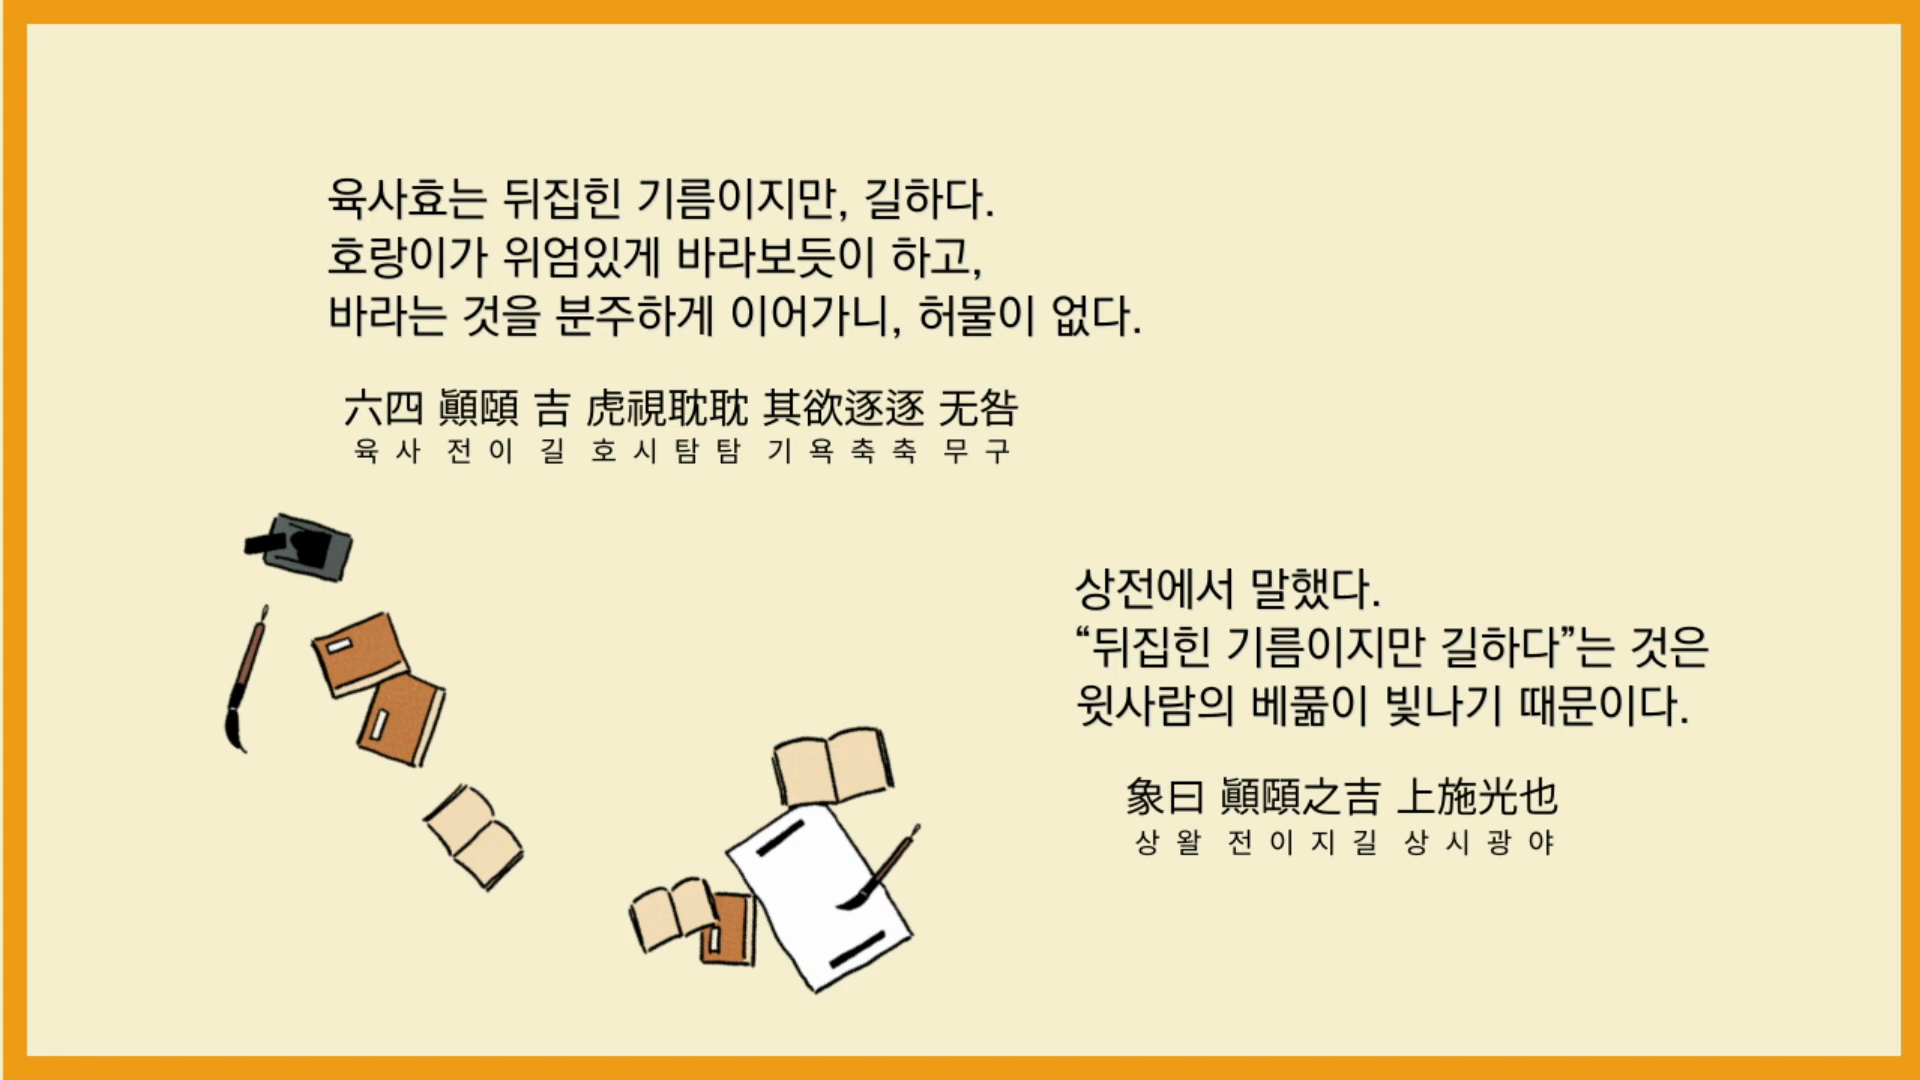 육사효는 뒤집힌 기름이지만, 길하다.
호랑이가 위엄있게 바라보듯이 하고,
바라는 것을 분주하게 이어가니, 허물이 없다.
六四 顚頤 吉 虎視耽耽 其欲逐逐 无咎
육 사 전 이 길 호 시 탐 탐 기 욕 축 축 무 구
상전에서 말했다.
“뒤집힌 기름이지만 길하다”는 것은
윗사람의 베풂이 빛나기 때문이다.
象曰 顚頤之吉 上施光也
상 왈 전 이 지 길 상 시 광 야